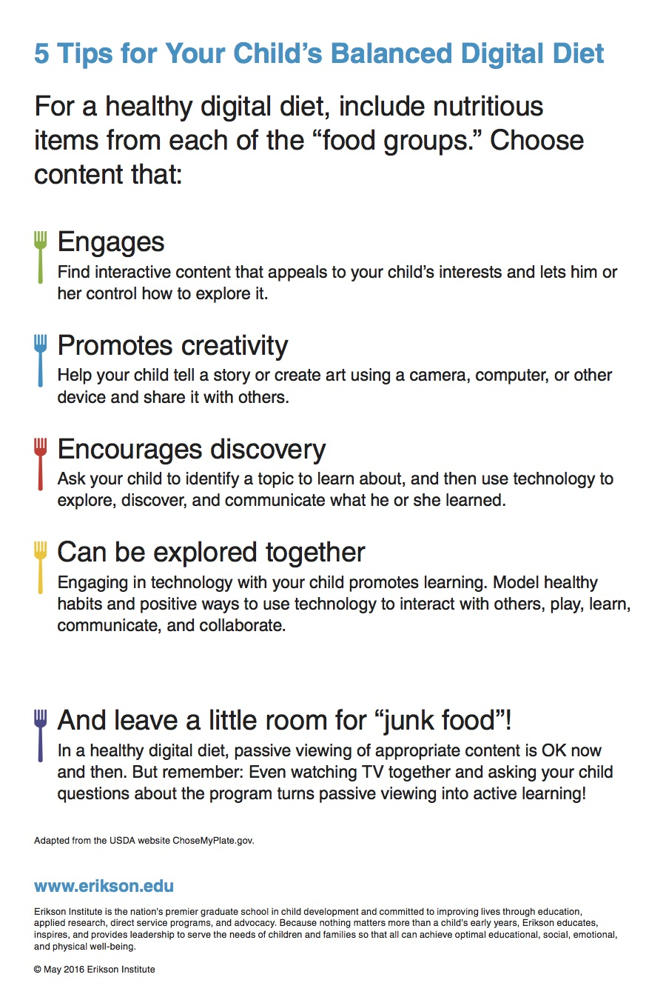 5 Tips for Your Child’s Balanced Digital Diet
For a healthy digital diet, include nutritious
items from each of the “food groups.” Choose
content that:
Engages
Find interactive content that appeals to your child’s interests and lets him or
her control how to explore it.
Promotes creativity
Help your child tell a story or create art using a camera, computer, or other
device and share it with others.
Encourages discovery
Ask your child to identify a topic to learn about, and then use technology to
explore, discover, and communicate what he or she learned.
Can be explored together
Engaging in technology with your child promotes learning. Model healthy
habits and positive ways to use technology to interact with others, play, learn,
communicate, and collaborate.
And leave a little room for “junk food”!
In a healthy digital diet, passive viewing of appropriate content is OK now
and then. But remember: Even watching TV together and asking your child
questions about the program turns passive viewing into active learning!
Adapted from the USDA website ChoseMyPlate.gov.
www.erikson.edu
Erikson Institute is the nation's premier graduate school in child development and committed to improving lives through education,
applied research, direct service programs, and advocacy. Because nothing matters more than a child’s early years, Erikson educates,
inspires, and provides leadership to serve the needs of children and families so that all can achieve optimal educational, social, emotional,
and physical well-being.
© May 2016 Erikson Institute